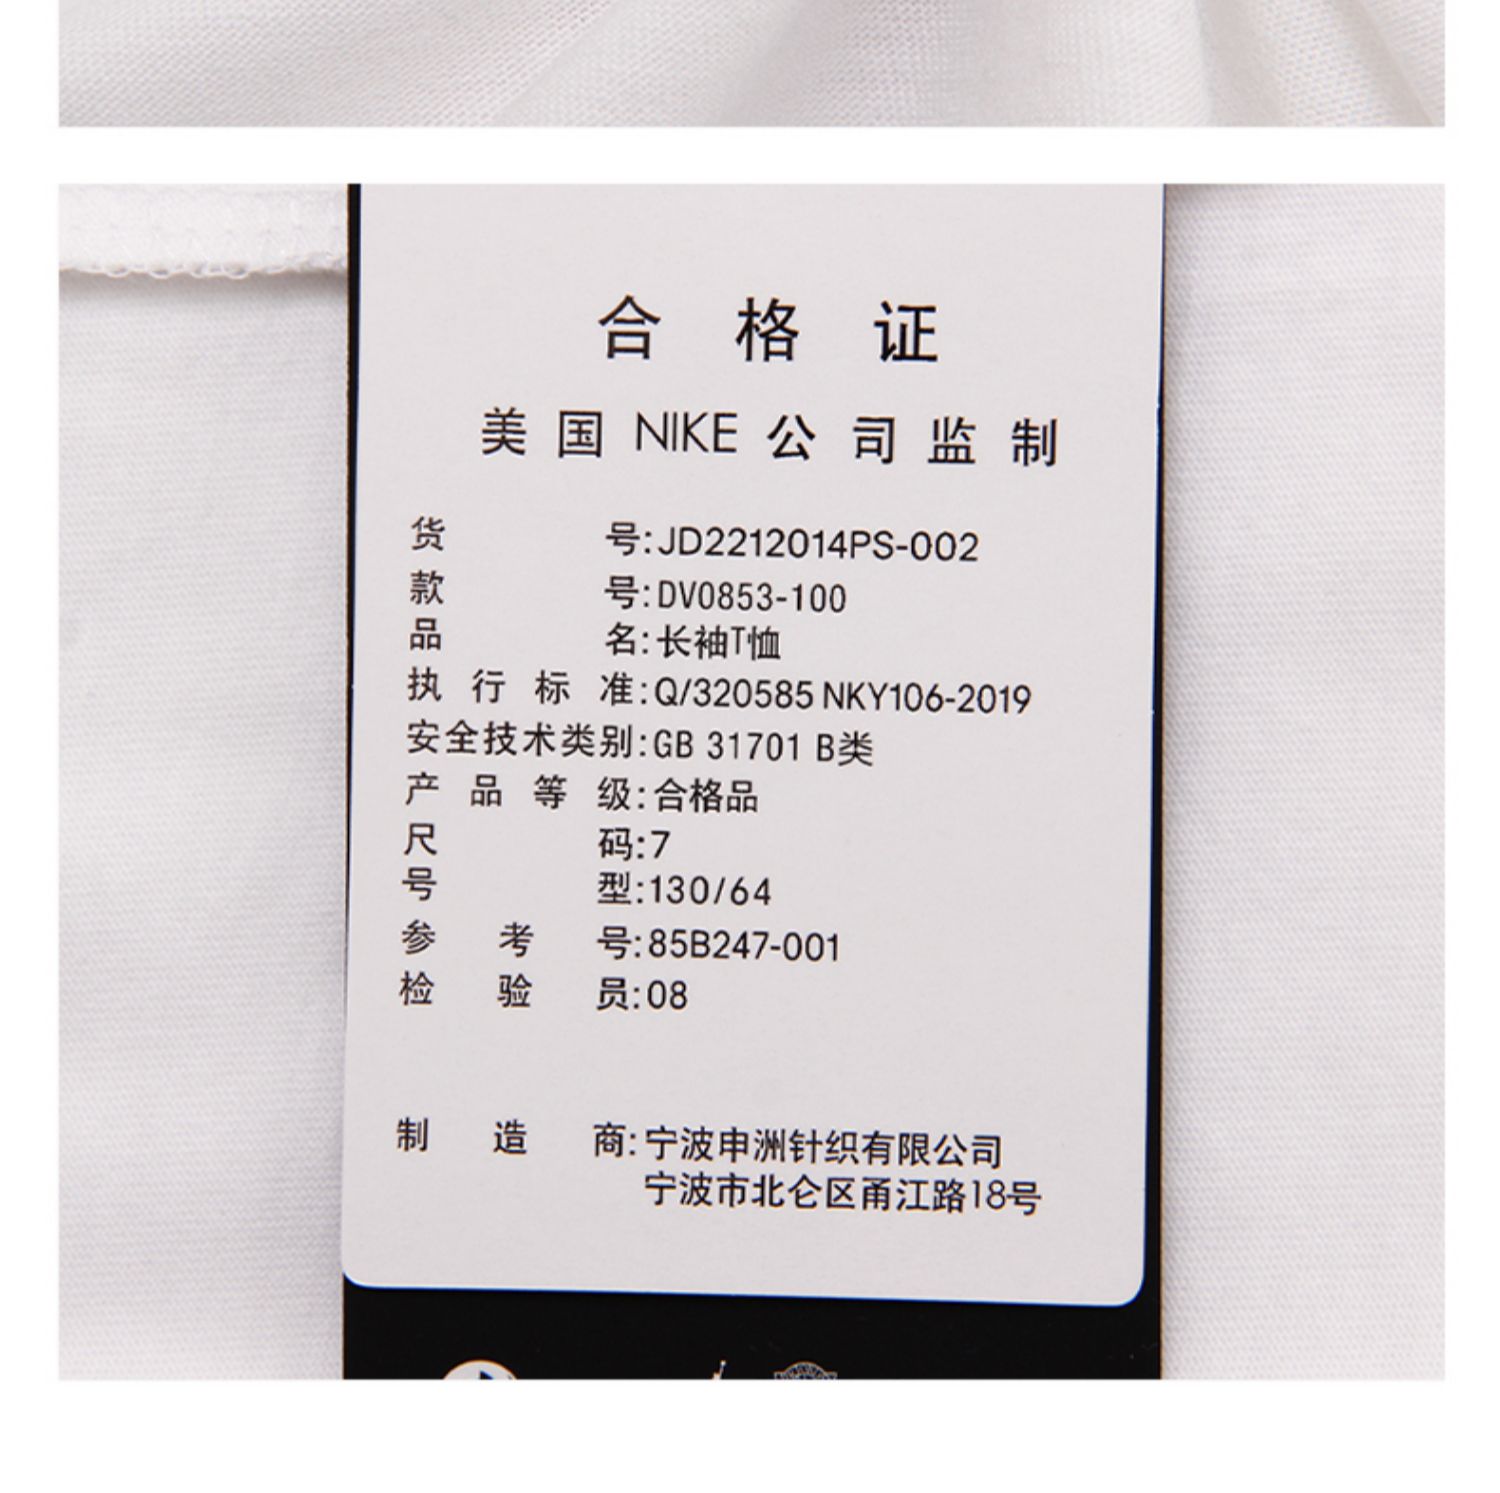 合格证
美国NIKE公司监制
货号:JD2212014PS-002
款号:DV0853-100
品名:长袖T恤
执行标准:Q/320585 NKY106-2019
安全技术类别:GB 31701 B类
产品等级:合格品
尺码:7
号型:130/64
参考号:85B247-001
检验员:08
制造商:宁波申洲针织有限公司
宁波市北仑区甬江路18号